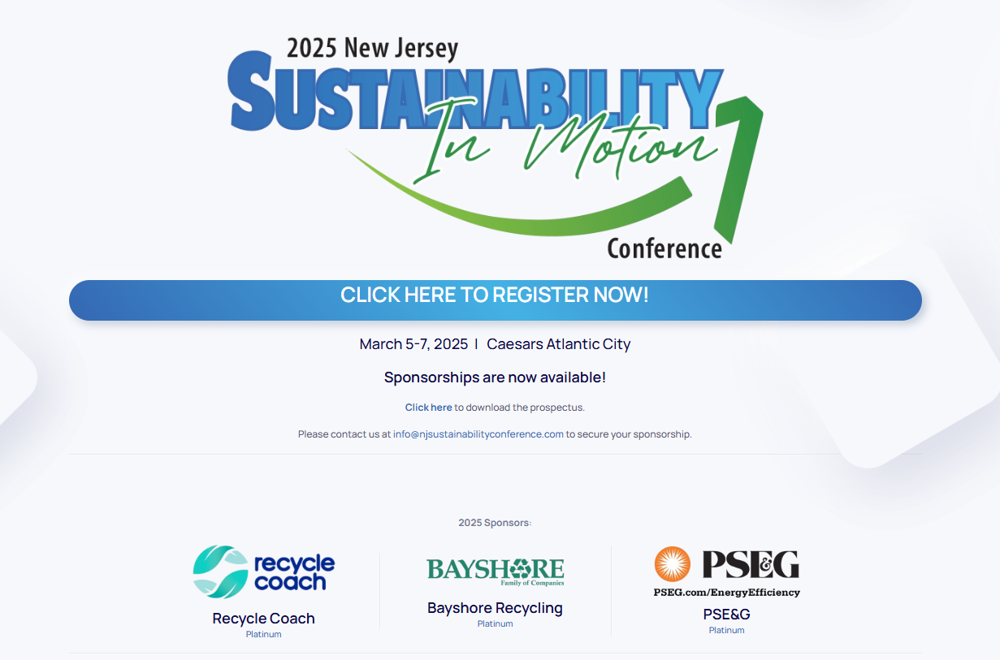 2025 New Jersey
SUSTAINABILITY
In Motion
Conference
CLICK HERE TO REGISTER NOW!
March 5-7, 2025 | Caesars Atlantic City
Sponsorships are now available!
Click here to download the prospectus.
Please contact us at info@njsustainabilityconference.com to secure your sponsorship.
2025 Sponsors:
recycle
coach
Recycle Coach
Platinum
BAYSHORE
Family of Companies
Bayshore Recycling
Platinum
PSE&G
PSEG.com/EnergyEfficiency
PSE&G
Platinum